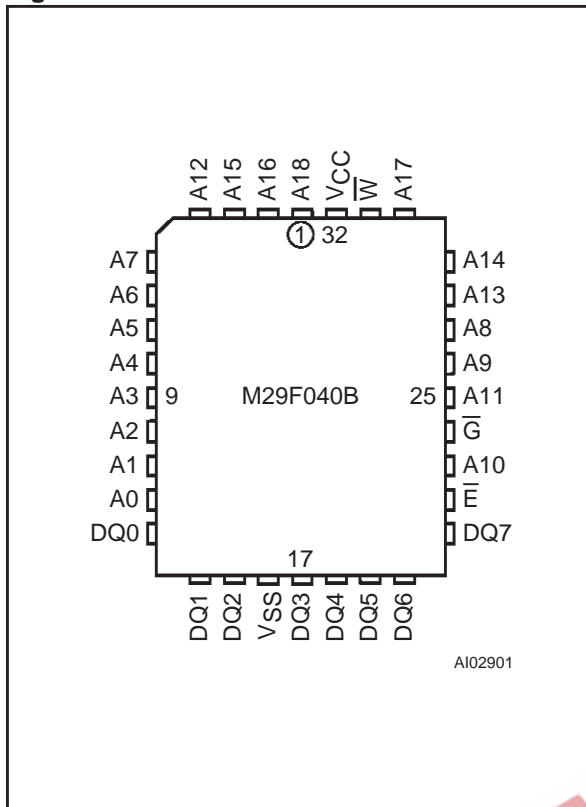 A12 A15 A16 A18 VCC W̅ A17
1 32
A7 A14
A6 A13
A5 A8
A4 A9
A3 9 M29F040B 25 A11
A2 G̅
A1 A10
A0 E̅
DQ0 DQ7
17
DQ1 DQ2 VSS DQ3 DQ4 DQ5 DQ6
AI02901